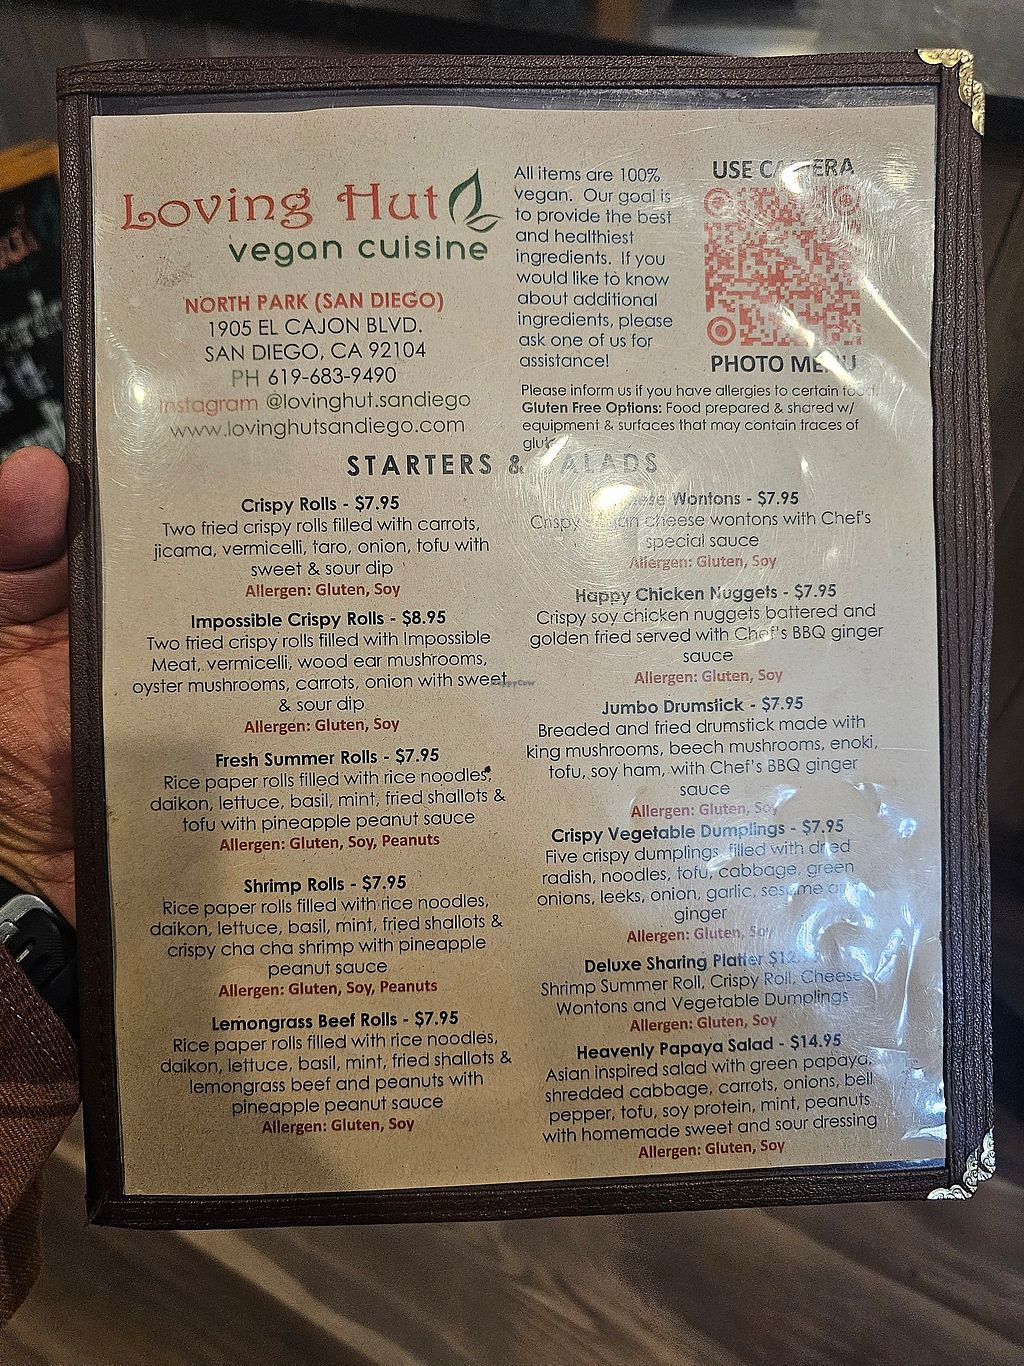 Loving Hut
vegan cuisine
NORTH PARK (SAN DIEGO)
1905 EL CAJON BLVD.
SAN DIEGO, CA 92104
PH 619-683-9490
Instagram @lovinghut.sandiego
www.lovinghutsandiego.com
All items are 100%
vegan. Our goal is
to provide the best
and healthiest
ingredients. If you
would like to know
about additional
ingredients, please
ask one of us for
assistance!
USE CAMERA
PHOTO MENU
Please inform us if you have allergies to certain food.
Gluten Free Options: Food prepared & shared w/
equipment & surfaces that may contain traces of
STARTERS & SALADS
Crispy Rolls - $7.95
Two fried crispy rolls filled with carrots,
jicama, vermicelli, taro, onion, tofu with
sweet & sour dip
Allergen: Gluten, Soy
Impossible Crispy Rolls - $8.95
Two fried crispy rolls filled with Impossible
Meat, vermicelli, wood ear mushrooms,
oyster mushrooms, carrots, onion with sweet
& sour dip
Allergen: Gluten, Soy
Fresh Summer Rolls - $7.95
Rice paper rolls filled with rice noodles,
daikon, lettuce, basil, mint, fried shallots &
tofu with pineapple peanut sauce
Allergen: Gluten, Soy, Peanuts
Shrimp Rolls - $7.95
Rice paper rolls filled with rice noodles,
daikon, lettuce, basil, mint, fried shallots &
crispy cha cha shrimp with pineapple
peanut sauce
Allergen: Gluten, Soy, Peanuts
Lemongrass Beef Rolls - $7.95
Rice paper rolls filled with rice noodles,
daikon, lettuce, basil, mint, fried shallots &
lemongrass beef and peanuts with
pineapple peanut sauce
Allergen: Gluten, Soy
Cheese Wontons - $7.95
Crispy vegan cheese wontons with Chef's
special sauce
Allergen: Gluten, Soy
Happy Chicken Nuggets - $7.95
Crispy soy chicken nuggets battered and
golden fried served with Chef's BBQ ginger
sauce
Allergen: Gluten, Soy
Jumbo Drumstick - $7.95
Breaded and fried drumstick made with
king mushrooms, beech mushrooms, enoki,
tofu, soy ham, with Chef's BBQ ginger
sauce
Allergen: Gluten, Soy
Crispy Vegetable Dumplings - $7.95
Five crispy dumplings filled with dried
radish, noodles, tofu, cabbage, green
onions, leeks, onion, garlic, sesame and
ginger
Allergen: Gluten, Soy
Deluxe Sharing Platter
Shrimp Summer Roll, Crispy Roll, Cheese
Wontons and Vegetable Dumplings
Allergen: Gluten, Soy
Heavenly Papaya Salad - $14.95
Asian inspired salad with green papaya,
shredded cabbage, carrots, onions, bell
pepper, tofu, soy protein, mint, peanuts
with homemade sweet and sour dressing
Allergen: Gluten, Soy
HappyCow